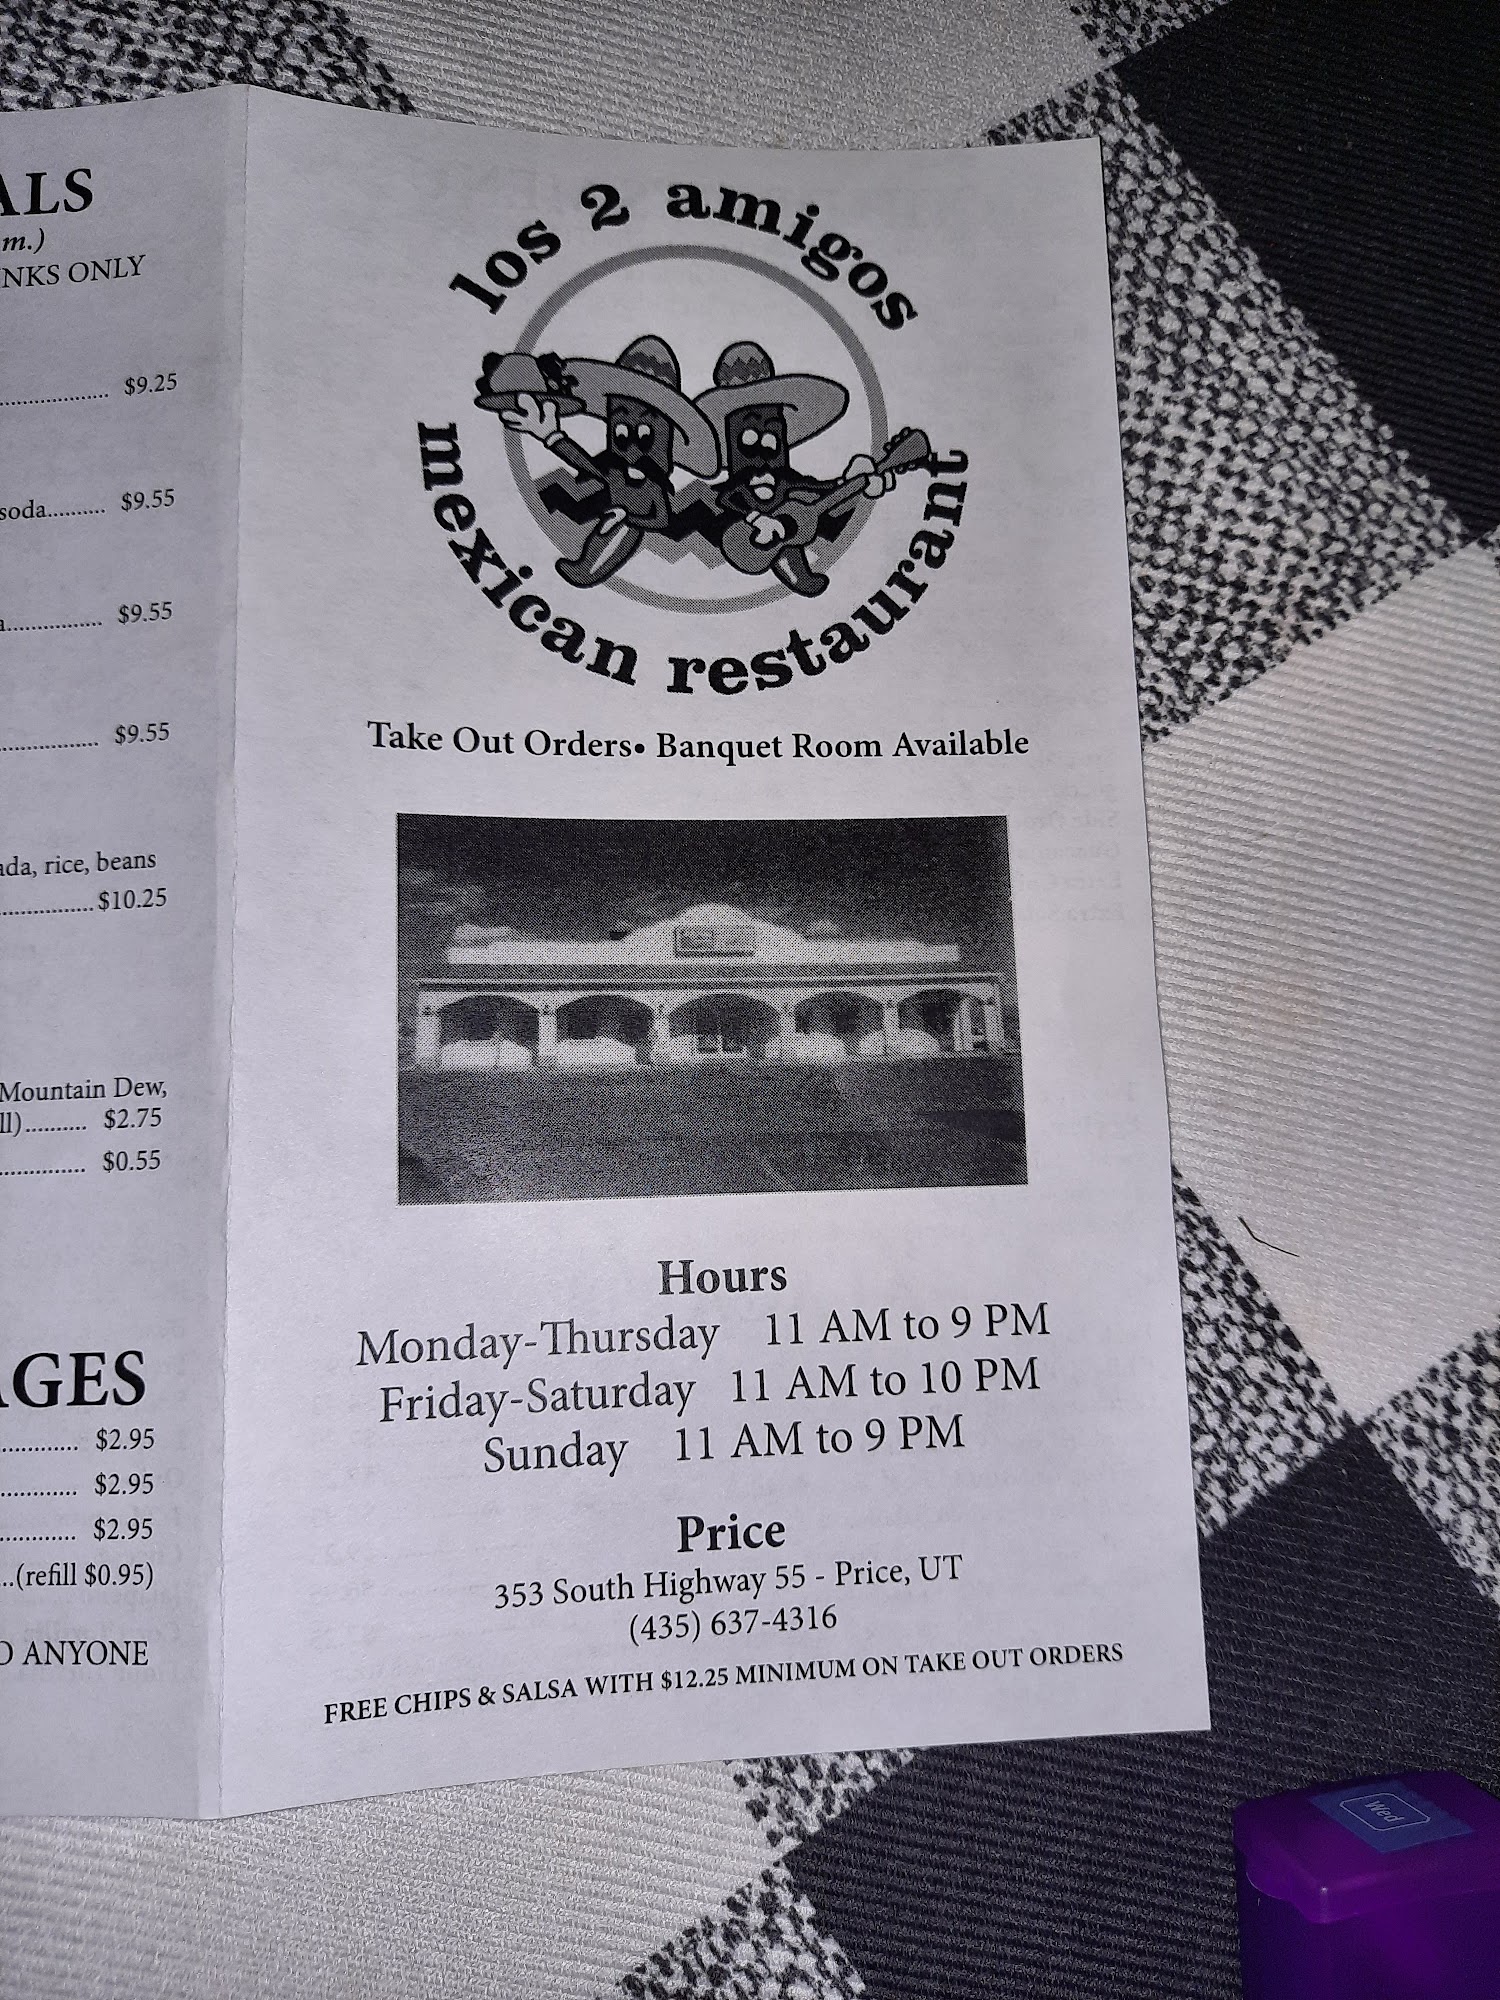 ALS
m.)
NKS ONLY
$9.25
soda.......... $9.55
................ $9.55
................ $9.55
ada, rice, beans
................ $10.25
Mountain Dew,
ll).......... $2.75
............... $0.55
AGES
............. $2.95
............. $2.95
............. $2.95
...(refill $0.95)
O ANYONE
los 2 amigos
mexican restaurant
Take Out Orders• Banquet Room Available
Hours
Monday-Thursday 11 AM to 9 PM
Friday-Saturday 11 AM to 10 PM
Sunday 11 AM to 9 PM
Price
353 South Highway 55 - Price, UT
(435) 637-4316
FREE CHIPS & SALSA WITH $12.25 MINIMUM ON TAKE OUT ORDERS
Wed